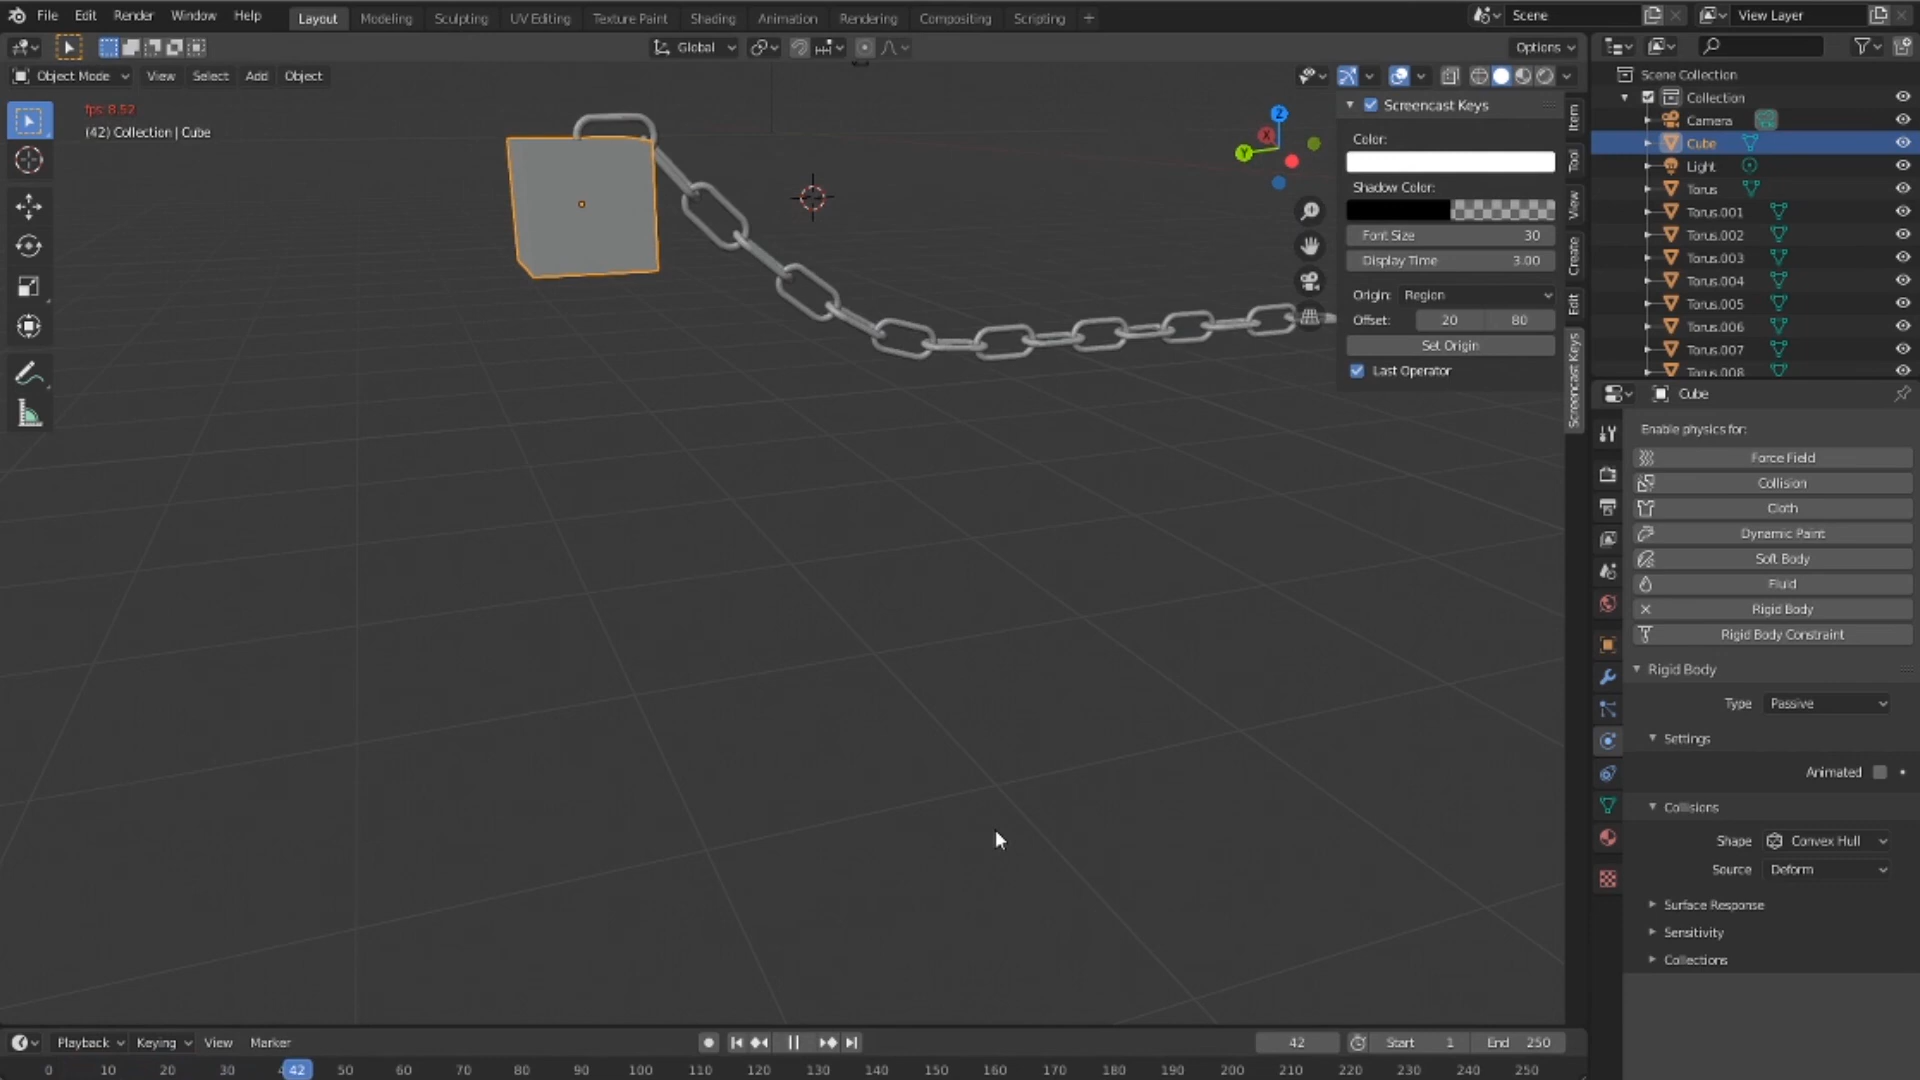 File Edit Render Window Help
Layout Modeling Sculpting UV Editing Texture Paint Shading Animation Rendering Compositing Scripting +
Scene
View Layer
Global
Options
Object Mode View Select Add Object
fps: 8.52
(42) Collection | Cube
X
Y
Z
Screencast Keys
Color:
Shadow Color:
Font Size 30
Display Time 3.00
Origin: Region
Offset: 20 80
Set Origin
Last Operator
Item
Tool
View
Create
Edit
Screencast Keys
Scene Collection
Collection
Camera
Cube
Light
Torus
Torus.001
Torus.002
Torus.003
Torus.004
Torus.005
Torus.006
Torus.007
Torus.008
Cube
Enable physics for:
Force Field
Collision
Cloth
Dynamic Paint
Soft Body
Fluid
Rigid Body
Rigid Body Constraint
Rigid Body
Type Passive
Settings
Animated
Collisions
Shape Convex Hull
Source Deform
Surface Response
Sensitivity
Collections
Playback Keying View Marker
42 Start 1 End 250
0 10 20 30 42 50 60 70 80 90 100 110 120 130 140 150 160 170 180 190 200 210 220 230 240 250